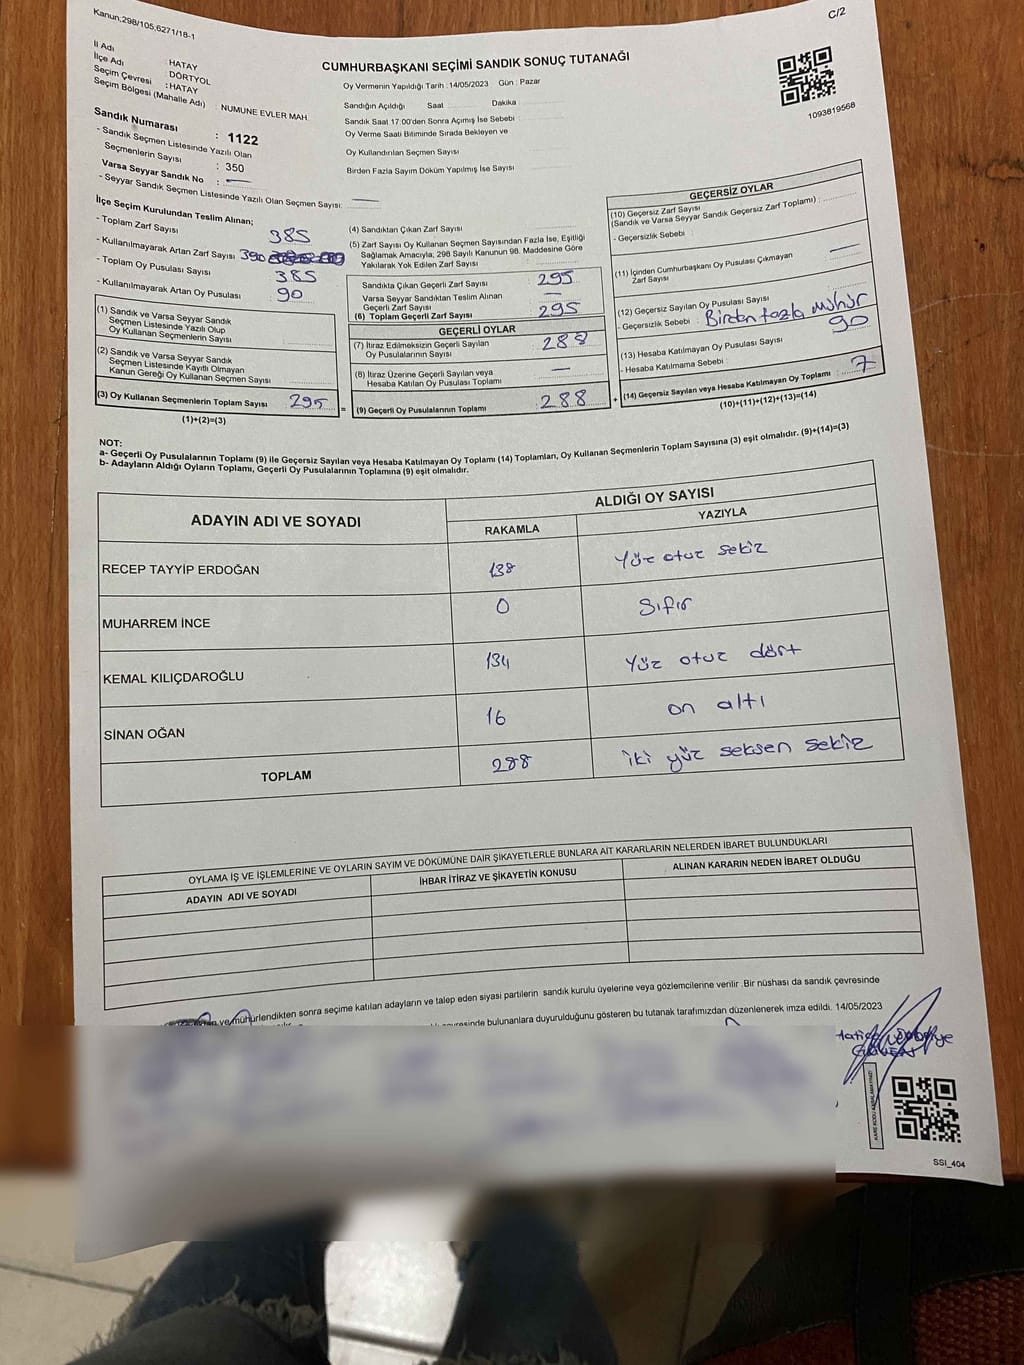 Kanun;298/105,6271/18-1
C/2
CUMHURBAŞKANI SEÇİMİ SANDIK SONUÇ TUTANAĞI
İl Adı : HATAY
İlçe Adı : DÖRTYOL
Seçim Çevresi : HATAY
Seçim Bölgesi (Mahalle Adı) : NUMUNE EVLER MAH.
Oy Vermenin Yapıldığı Tarih : 14/05/2023 Gün : Pazar
Sandığın Açıldığı Saat Dakika
Sandık Saat 17:00'den Sonra Açımış İse Sebebi :
Oy Verme Saati Bitiminde Sırada Bekleyen ve
Oy Kullandırılan Seçmen Sayısı
Birden Fazla Sayım Döküm Yapılmış İse Sayısı
1093819568
Sandık Numarası : 1122
- Sandık Seçmen Listesinde Yazılı Olan
Seçmenlerin Sayısı : 350
Varsa Seyyar Sandık No : —
- Seyyar Sandık Seçmen Listesinde Yazılı Olan Seçmen Sayısı: —
İlçe Seçim Kurulundan Teslim Alınan;
- Toplam Zarf Sayısı 385
- Kullanılmayarak Artan Zarf Sayısı 390
- Toplam Oy Pusulası Sayısı 385
- Kullanılmayarak Artan Oy Pusulası 90
(1) Sandık ve Varsa Seyyar Sandık
Seçmen Listesinde Yazılı Olup
Oy Kullanan Seçmenlerin Sayısı
(2) Sandık ve Varsa Seyyar Sandık
Seçmen Listesinde Kayıtlı Olmayan
Kanun Gereği Oy Kullanan Seçmen Sayısı
(3) Oy Kullanan Seçmenlerin Toplam Sayısı 295
(1)+(2)=(3)
(4) Sandıktan Çıkan Zarf Sayısı
(5) Zarf Sayısı Oy Kullanan Seçmen Sayısından Fazla İse, Eşitliği
Sağlamak Amacıyla; 298 Sayılı Kanunun 98. Maddesine Göre
Yakılarak Yok Edilen Zarf Sayısı
Sandıkta Çıkan Geçerli Zarf Sayısı 295
Varsa Seyyar Sandıktan Teslim Alınan
Geçerli Zarf Sayısı —
(6) Toplam Geçerli Zarf Sayısı 295
GEÇERLİ OYLAR
(7) İtiraz Edilmeksizin Geçerli Sayılan
Oy Pusulalarının Sayısı 288
(8) İtiraz Üzerine Geçerli Sayılan veya
Hesaba Katılan Oy Pusulası Toplamı —
= (9) Geçerli Oy Pusulalarının Toplamı 288
GEÇERSİZ OYLAR
(10) Geçersiz Zarf Sayısı
(Sandık ve Varsa Seyyar Sandık Geçersiz Zarf Toplamı) :
- Geçersizlik Sebebi :
(11) İçinden Cumhurbaşkanı Oy Pusulası Çıkmayan
Zarf Sayısı —
(12) Geçersiz Sayılan Oy Pusulası Sayısı
- Geçersizlik Sebebi : Birden fazla mühür
(13) Hesaba Katılmayan Oy Pusulası Sayısı 90
- Hesaba Katılmama Sebebi :
+ (14) Geçersiz Sayılan veya Hesaba Katılmayan Oy Toplamı : 7
(10)+(11)+(12)+(13)=(14)
NOT:
a- Geçerli Oy Pusulalarının Toplamı (9) ile Geçersiz Sayılan veya Hesaba Katılmayan Oy Toplamı (14) Toplamları, Oy Kullanan Seçmenlerin Toplam Sayısına (3) eşit olmalıdır. (9)+(14)=(3)
b- Adayların Aldığı Oyların Toplamı, Geçerli Oy Pusulalarının Toplamına (9) eşit olmalıdır.
ADAYIN ADI VE SOYADI
ALDIĞI OY SAYISI
RAKAMLA YAZIYLA
RECEP TAYYİP ERDOĞAN 138 Yüz otuz sekiz
MUHARREM İNCE 0 Sıfır
KEMAL KILIÇDAROĞLU 134 Yüz otuz dört
SİNAN OĞAN 16 on altı
TOPLAM 288 iki yüz seksen sekiz
OYLAMA İŞ VE İŞLEMLERİNE VE OYLARIN SAYIM VE DÖKÜMÜNE DAİR ŞİKAYETLERLE BUNLARA AİT KARARLARIN NELERDEN İBARET BULUNDUKLARI
ADAYIN ADI VE SOYADI İHBAR İTİRAZ VE ŞİKAYETİN KONUSU ALINAN KARARIN NEDEN İBARET OLDUĞU
ve mühürlendikten sonra seçime katılan adayların ve talep eden siyasi partilerin sandık kurulu üyelerine veya gözlemcilerine verilir .Bir nüshası da sandık çevresinde
bulunanlara duyurulduğunu gösteren bu tutanak tarafımızdan düzenlenerek imza edildi. 14/05/2023
SSI_404